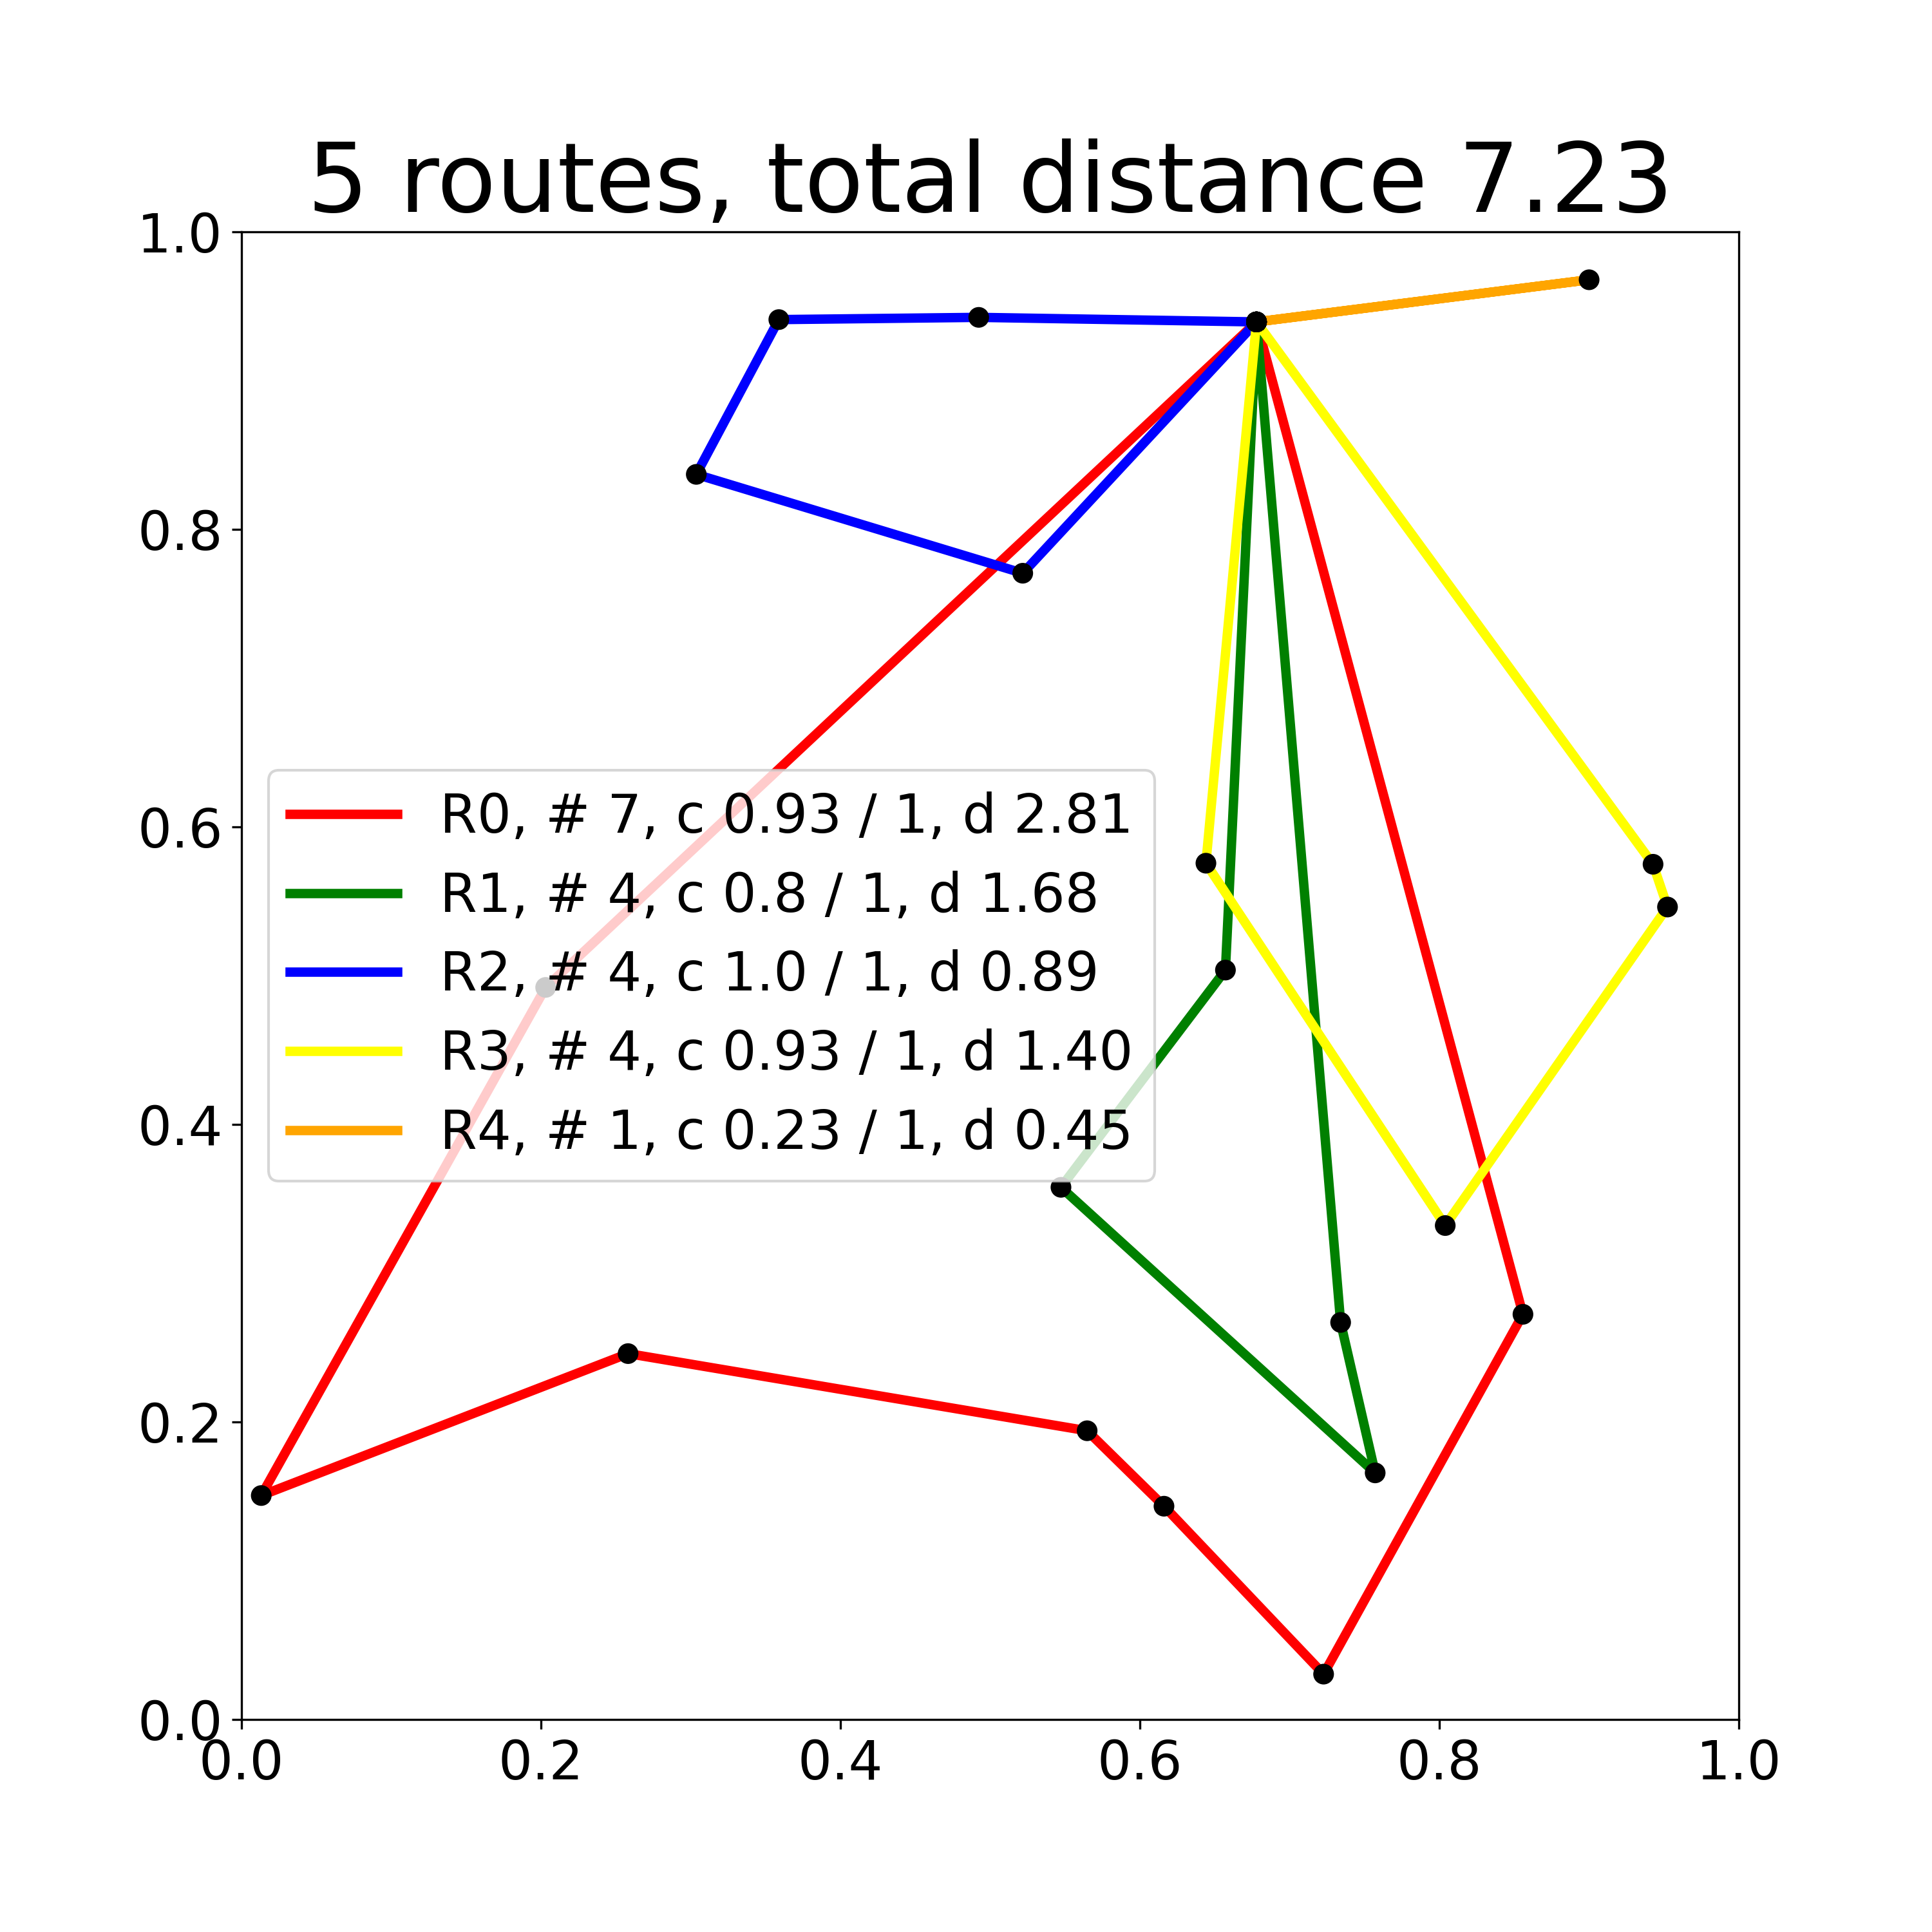 5 routes, total distance 7.23
1.0
0.8
0.6
R0, # 7, c 0.93 / 1, d 2.81
R1, # 4, c 0.8 / 1, d 1.68
R2, # 4, c 1.0 / 1, d 0.89
R3, # 4, c 0.93 / 1, d 1.40
R4, # 1, c 0.23 / 1, d 0.45
0.4
0.2
0.0
0.0 0.2 0.4 0.6 0.8 1.0